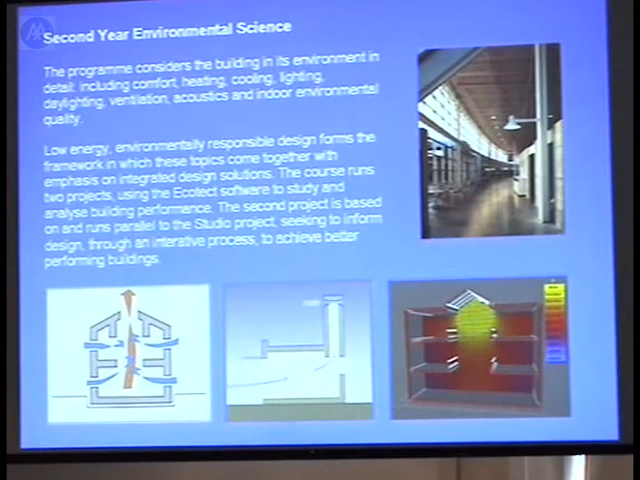 AA
Second Year Environmental Science
The programme considers the building in its environment in
detail: including comfort, heating, cooling, lighting,
daylighting, ventilation, acoustics and indoor environmental
quality.
Low energy, environmentally responsible design forms the
framework in which these topics come together with
emphasis on integrated design solutions. The course runs
two projects, using the Ecotect software to study and
analyse building performance. The second project is based
on and runs parallel to the Studio project, seeking to inform
design, through an interative process, to achieve better
performing buildings.